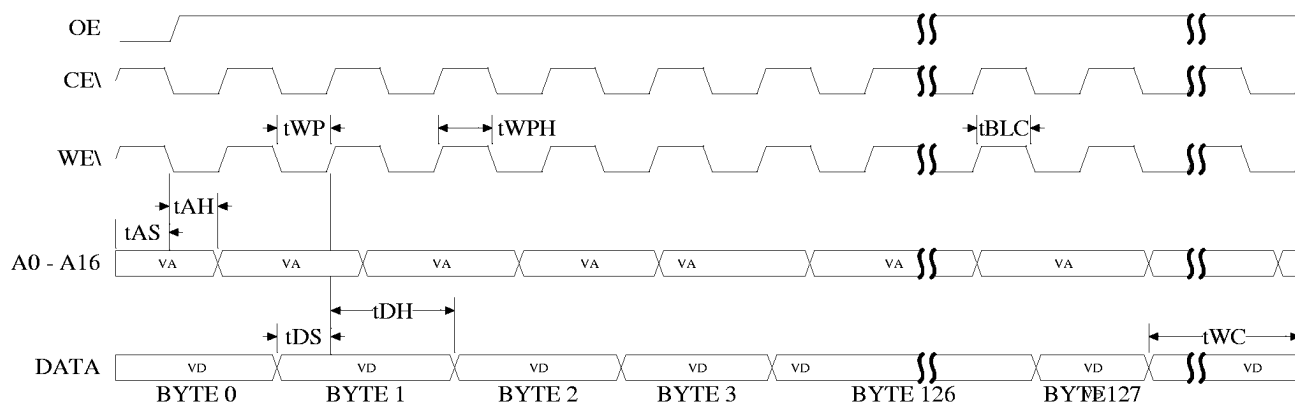 OE
CE\
tWP tWPH tBLC
WE\
tAH
tAS
A0 - A16 VA VA VA VA VA VA VA
tDH
tDS tWC
DATA VD VD VD VD VD VD VD
BYTE 0 BYTE 1 BYTE 2 BYTE 3 BYTE 126 BYTE127